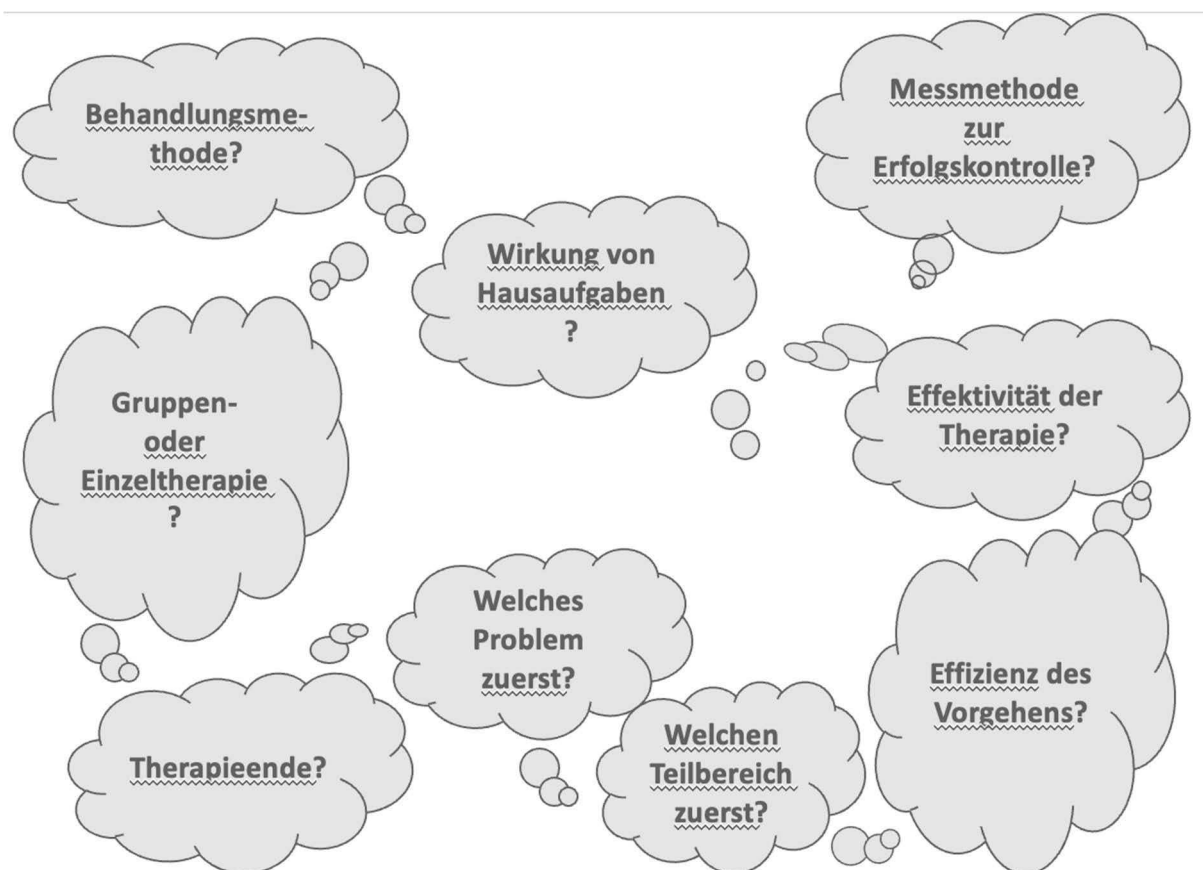 Behandlungsme-
thode?
Messmethode
zur
Erfolgskontrolle?
Wirkung von
Hausaufgaben
?
Gruppen-
oder
Einzeltherapie
?
Effektivität der
Therapie?
Welches
Problem
zuerst?
Effizienz des
Vorgehens?
Welchen
Teilbereich
zuerst?
Therapieende?